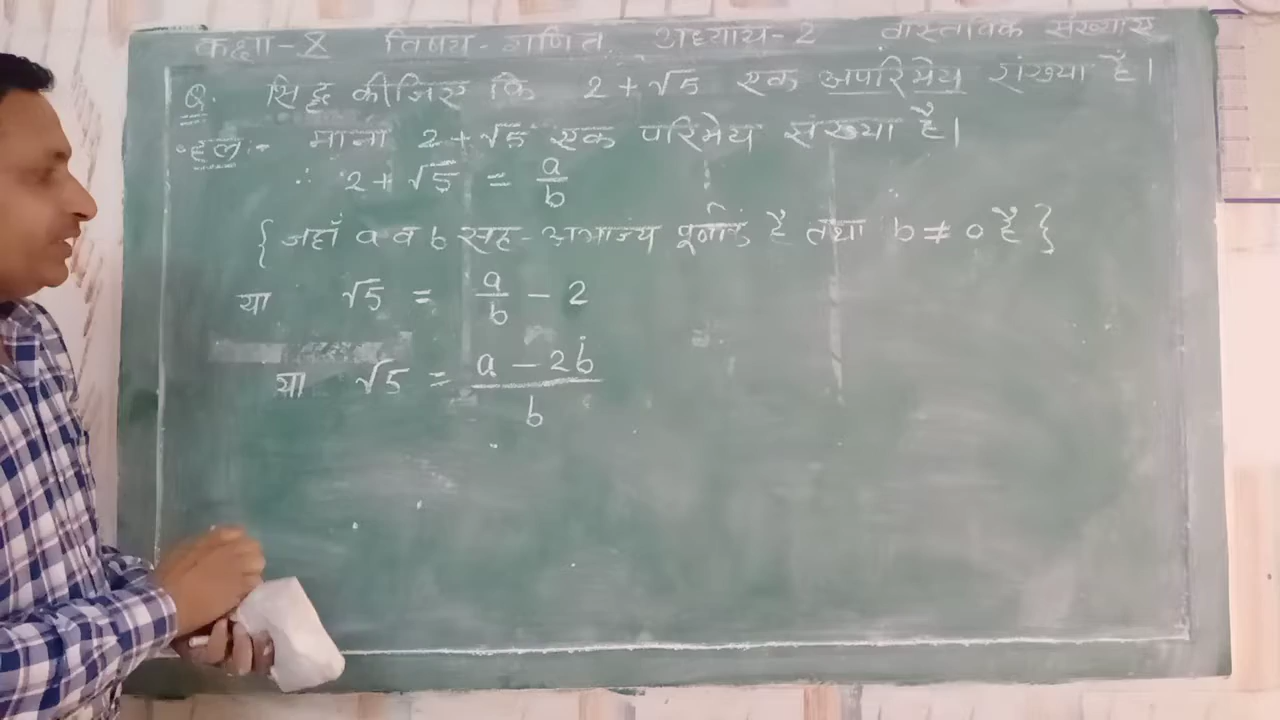 कक्षा-X विषय-गणित अध्याय-2 वास्तविक संख्याएं
Q. सिद्ध कीजिए कि 2+√5 एक अपरिमेय संख्या है।
हल:- माना 2+√5 एक परिमेय संख्या है।
∴ 2+√5 = a/b
{जहाँ a व b सह-अभाज्य पूर्णांक है तथा b ≠ 0 है}
या √5 = a/b - 2
या √5 = a-2b/b